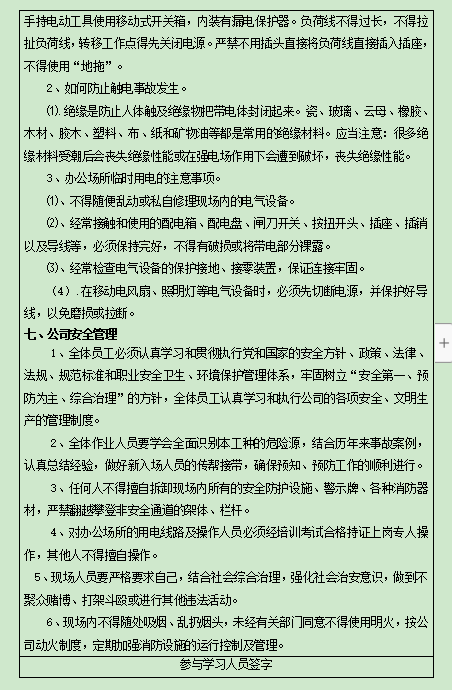 手持电动工具使用移动式开关箱，内装有漏电保护器。负荷线不得过长，不得拉
扯负荷线，转移工作点得先关闭电源。严禁不用插头直接将负荷线直接插入插座，
不得使用“地拖”。
2、如何防止触电事故发生。
⑴.绝缘是防止人体触及绝缘物把带电体封闭起来。瓷、玻璃、云母、橡胶、
木材、胶木、塑料、布、纸和矿物油等都是常用的绝缘材料。应当注意：很多绝
缘材料受潮后会丧失绝缘性能或在强电场作用下会遭到破坏，丧失绝缘性能。
3、办公场所临时用电的注意事项。
⑴、不得随便乱动或私自修理现场内的电气设备。
⑵、经常接触和使用的配电箱、配电盘、闸刀开关、按扭开头、插座、插销
以及导线等，必须保持完好，不得有破损或将带电部分裸露。
⑶、经常检查电气设备的保护接地、接零装置，保证连接牢固。
（4）.在移动电风扇、照明灯等电气设备时，必须先切断电源，并保护好导
线，以免磨损或拉断。
七、公司安全管理
1、全体员工必须认真学习和贯彻执行党和国家的安全方针、政策、法律、
法规、规范标准和职业安全卫生、环境保护管理体系，牢固树立“安全第一、预
防为主、综合治理”的方针，全体员工认真学习和执行公司的各项安全、文明生
产的管理制度。
2、全体作业人员要学会全面识别本工种的危险源，结合历年来事故案例，
认真总结经验，做好新入场人员的传帮接带，确保预知、预防工作的顺利进行。
3、任何人不得擅自拆卸现场内所有的安全防护设施、警示牌、各种消防器
材，严禁翻越攀登非安全通道的架体、栏杆。
4、对办公场所的用电线路及操作人员必须经培训考试合格持证上岗专人操
作，其他人不得擅自操作。
5、现场人员要严格要求自己，结合社会综合治理，强化社会治安意识，做到不
聚众赌博、打架斗殴或进行其他违法活动。
6、现场内不得随处吸烟、乱扔烟头，未经有关部门同意不得使用明火，按公
司动火制度，定期加强消防设施的运行控制及管理。
参与学习人员签字